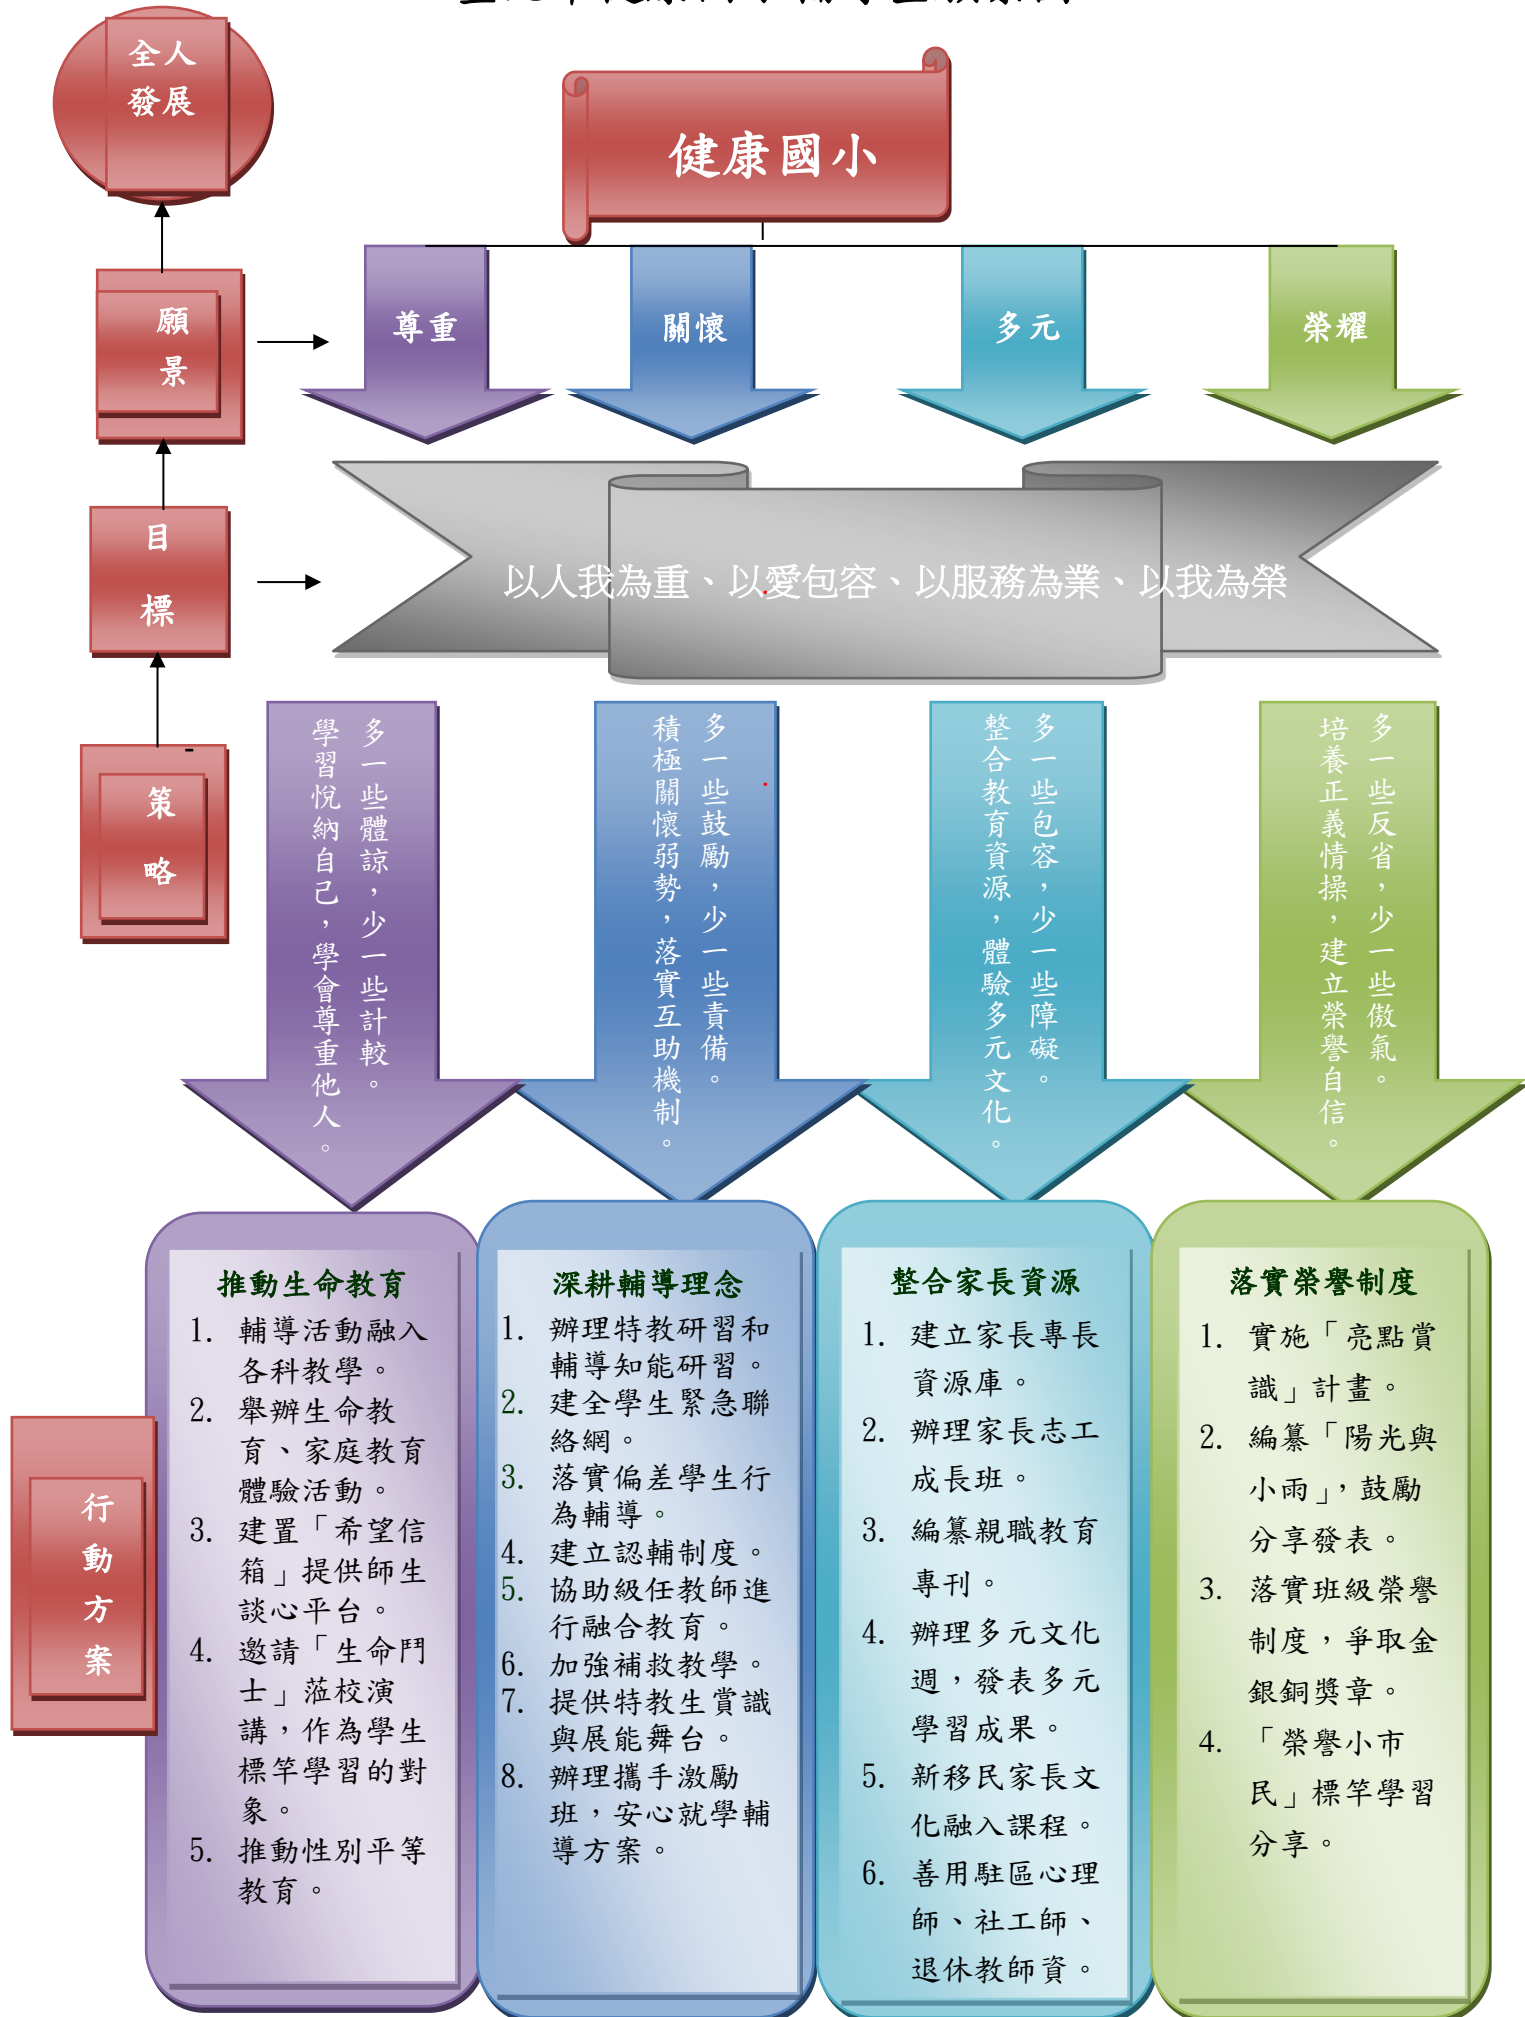 全人
發展
健康國小
願
景
尊重
關懷
多元
榮耀
目
標
以人我為重、以愛包容、以服務為業、以我為榮
策
略
多一些體諒，少一些計較。
學習悅納自己，學會尊重他人。
多一些鼓勵，少一些責備。
積極關懷弱勢，落實互助機制。
多一些包容，少一些障礙。
整合教育資源，體驗多元文化。
多一些反省，少一些傲氣。
培養正義情操，建立榮譽自信。
行
動
方
案
推動生命教育
1. 輔導活動融入
各科教學。
2. 舉辦生命教
育、家庭教育
體驗活動。
3. 建置「希望信
箱」提供師生
談心平台。
4. 邀請「生命鬥
士」蒞校演
講，作為學生
標竿學習的對
象。
5. 推動性別平等
教育。
深耕輔導理念
1. 辦理特教研習和
輔導知能研習。
2. 建全學生緊急聯
絡網。
3. 落實偏差學生行
為輔導。
4. 建立認輔制度。
5. 協助級任教師進
行融合教育。
6. 加強補救教學。
7. 提供特教生賞識
與展能舞台。
8. 辦理攜手激勵
班，安心就學輔
導方案。
整合家長資源
1. 建立家長專長
資源庫。
2. 辦理家長志工
成長班。
3. 編纂親職教育
專刊。
4. 辦理多元文化
週，發表多元
學習成果。
5. 新移民家長文
化融入課程。
6. 善用駐區心理
師、社工師、
退休教師資。
落實榮譽制度
1. 實施「亮點賞
識」計畫。
2. 編纂「陽光與
小雨」，鼓勵
分享發表。
3. 落實班級榮譽
制度，爭取金
銀銅獎章。
4. 「榮譽小市
民」標竿學習
分享。